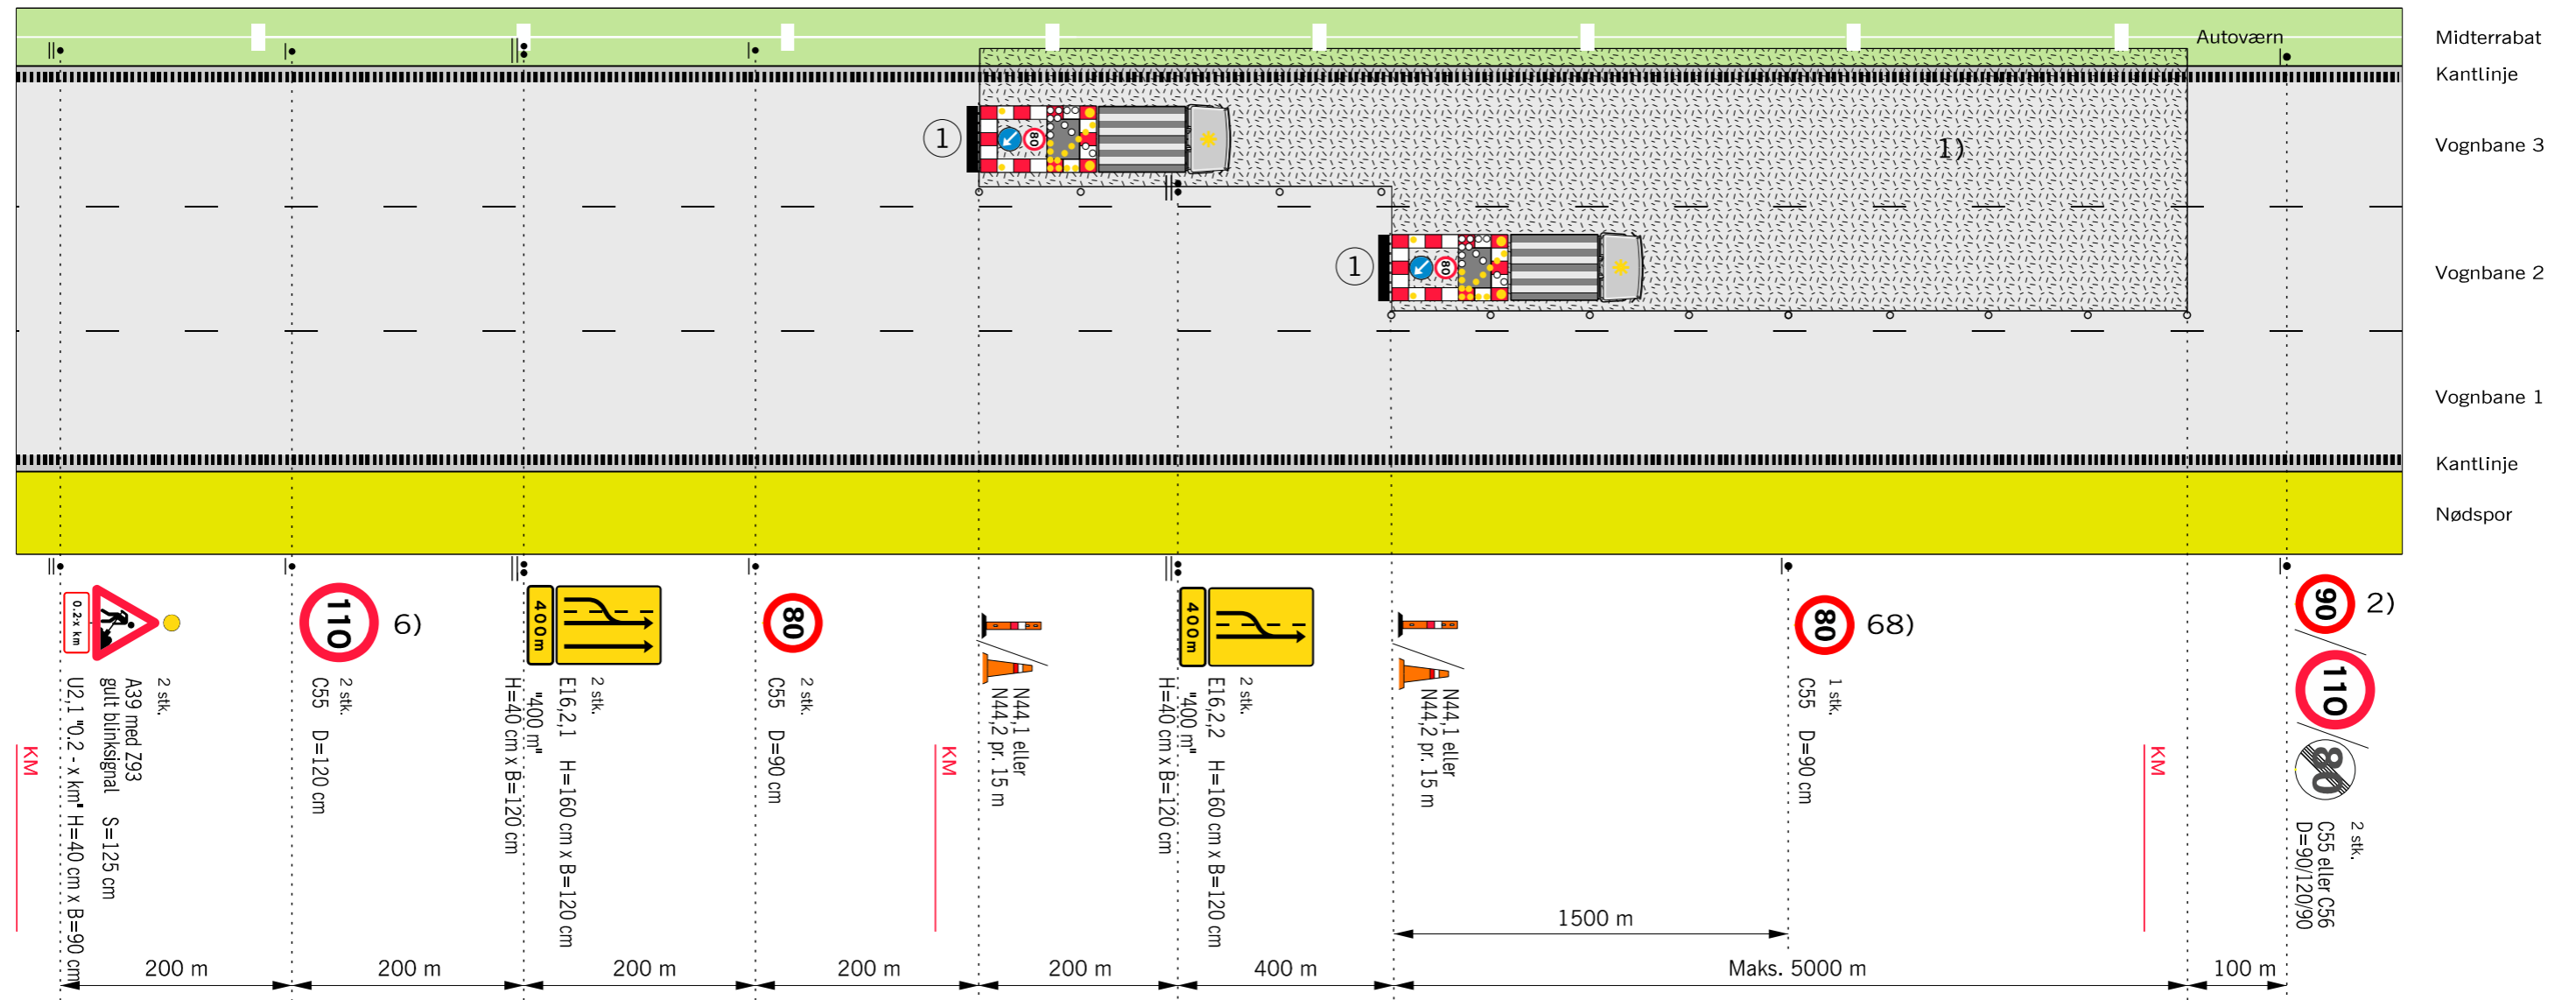 Autoværn
Midterrabat
Kantlinje
Vognbane 3
Vognbane 2
Vognbane 1
Kantlinje
Nødspor
1
80
1
80
1)
0.2-x km
2 stk.
A39 med Z93
gult blinksignal S=125 cm
U2,1 "0.2 - x km" H=40 cm x B=90 cm
110
6)
2 stk.
C55 D=120 cm
400m
2 stk.
E16,2,1 H=160 cm x B=120 cm
"400 m"
H=40 cm x B=120 cm
80
2 stk.
C55 D=90 cm
N44,1 eller
N44,2 pr. 15 m
400m
2 stk.
E16,2,2 H=160 cm x B=120 cm
"400 m"
H=40 cm x B=120 cm
N44,1 eller
N44,2 pr. 15 m
80
68)
1 stk.
C55 D=90 cm
90
2)
110
80
2 stk.
C55 eller C56
D=90/120/90
KM
KM
KM
1500 m
200 m
200 m
200 m
200 m
200 m
400 m
Maks. 5000 m
100 m